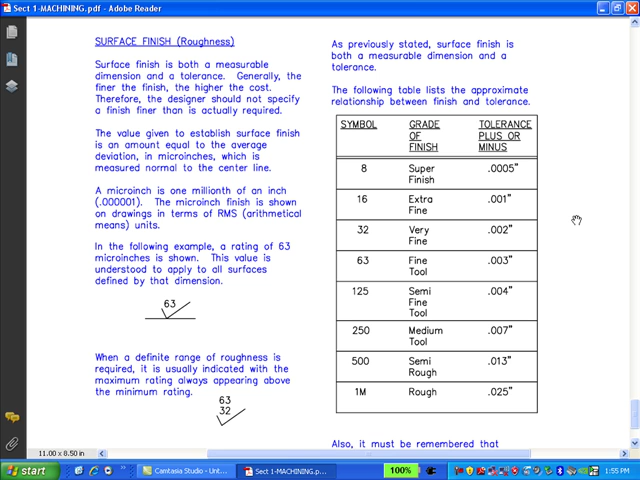 Sect 1-MACHINING.pdf - Adobe Reader
SURFACE FINISH (Roughness)
Surface finish is both a measurable
dimension and a tolerance. Generally, the
finer the finish, the higher the cost.
Therefore, the designer should not specify
a finish finer than is actually required.
The value given to establish surface finish
is an amount equal to the average
deviation, in microinches, which is
measured normal to the center line.
A microinch is one millionth of an inch
(.000001). The microinch finish is shown
on drawings in terms of RMS (arithmetical
means) units.
In the following example, a rating of 63
microinches is shown. This value is
understood to apply to all surfaces
defined by that dimension.
63
When a definite range of roughness is
required, it is usually indicated with the
maximum rating always appearing above
the minimum rating.
63
32
As previously stated, surface finish is
both a measurable dimension and a
tolerance.
The following table lists the approximate
relationship between finish and tolerance.
SYMBOL GRADE TOLERANCE
OF PLUS OR
FINISH MINUS
8 Super .0005"
Finish
16 Extra .001"
Fine
32 Very .002"
Fine
63 Fine .003"
Tool
125 Semi .004"
Fine
Tool
250 Medium .007"
Tool
500 Semi .013"
Rough
1M Rough .025"
Also, it must be remembered that
11.00 x 8.50 in
start
Camtasia Studio - Unt...
Sect 1-MACHINING.p...
100%
1:55 PM